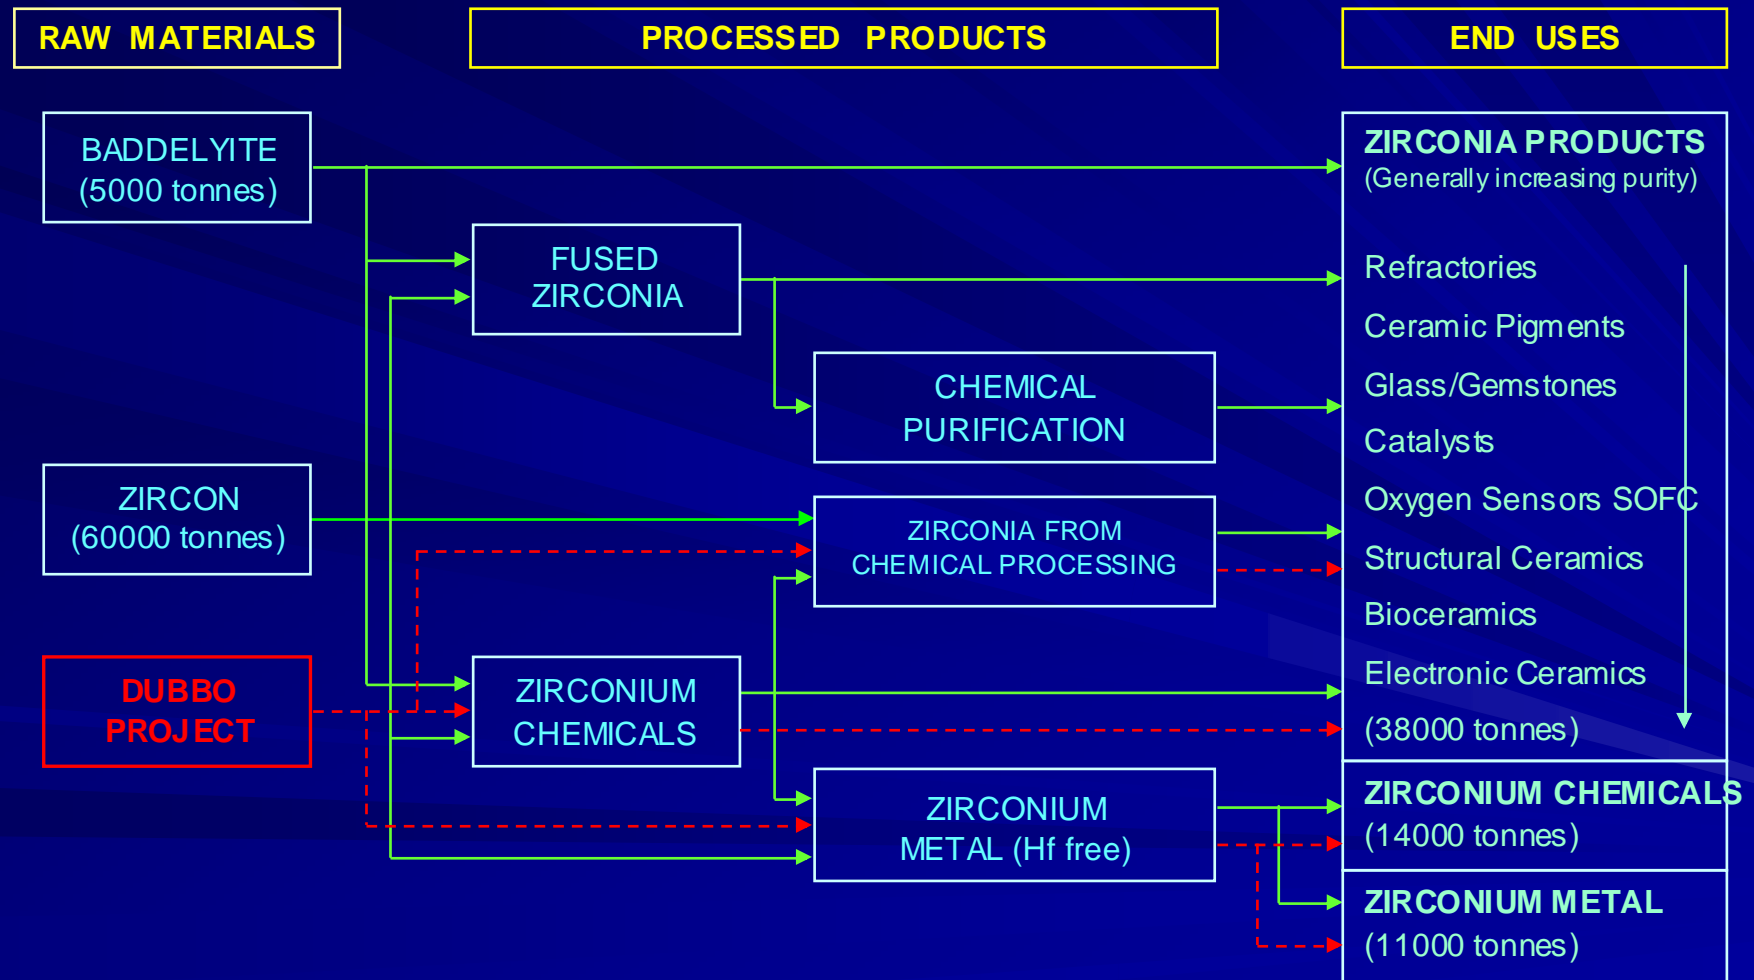 RAW MATERIALS
PROCESSED PRODUCTS
END USES
BADDELYITE
(5000 tonnes)
FUSED
ZIRCONIA
CHEMICAL
PURIFICATION
ZIRCON
(60000 tonnes)
ZIRCONIA FROM
CHEMICAL PROCESSING
DUBBO
PROJECT
ZIRCONIUM
CHEMICALS
ZIRCONIUM
METAL (Hf free)
ZIRCONIA PRODUCTS
(Generally increasing purity)
Refractories
Ceramic Pigments
Glass/Gemstones
Catalysts
Oxygen Sensors SOFC
Structural Ceramics
Bioceramics
Electronic Ceramics
(38000 tonnes)
ZIRCONIUM CHEMICALS
(14000 tonnes)
ZIRCONIUM METAL
(11000 tonnes)